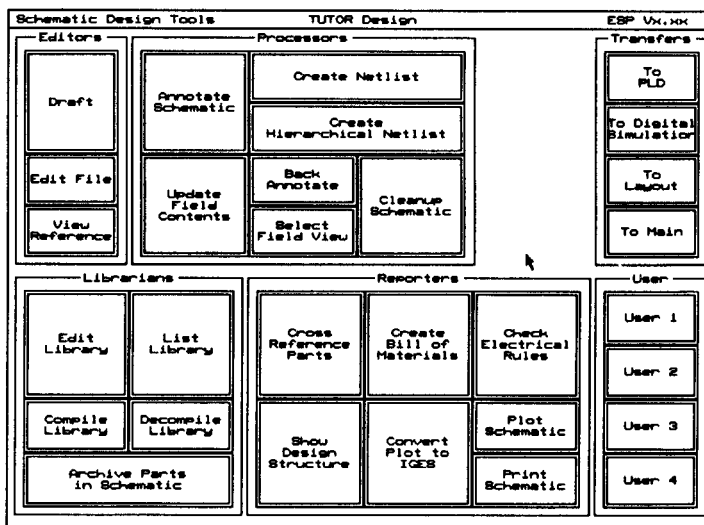 Schematic Design Tools TUTOR Design ESP Vx.xx
Editors
Draft
Edit File
View
Reference
Processors
Annotate
Schematic
Create Netlist
Create
Hierarchical Netlist
Update
Field
Contents
Back
Annotate
Select
Field View
Cleanup
Schematic
Transfers
To
PLD
To Digital
Simulation
To
Layout
To Main
Librarians
Edit
Library
List
Library
Compile
Library
Decompile
Library
Archive Parts
in Schematic
Reporters
Cross
Reference
Parts
Create
Bill of
Materials
Check
Electrical
Rules
Show
Design
Structure
Convert
Plot to
IGES
Plot
Schematic
Print
Schematic
User
User 1
User 2
User 3
User 4